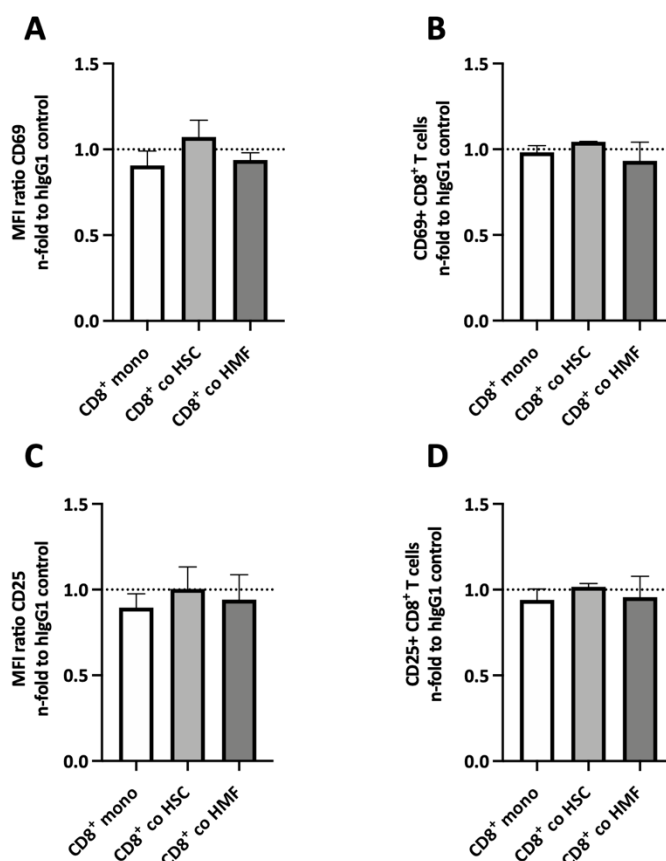 A
MFI ratio CD69
n-fold to hIgG1 control
1.5
1.0
0.5
0.0
CD8⁺ mono
CD8⁺ co HSC
CD8⁺ co HMF
B
CD69+ CD8⁺ T cells
n-fold to hIgG1 control
1.5
1.0
0.5
0.0
CD8⁺ mono
CD8⁺ co HSC
CD8⁺ co HMF
C
MFI ratio CD25
n-fold to hIgG1 control
1.5
1.0
0.5
0.0
CD8⁺ mono
CD8⁺ co HSC
CD8⁺ co HMF
D
CD25+ CD8⁺ T cells
n-fold to hIgG1 control
1.5
1.0
0.5
0.0
CD8⁺ mono
CD8⁺ co HSC
CD8⁺ co HMF